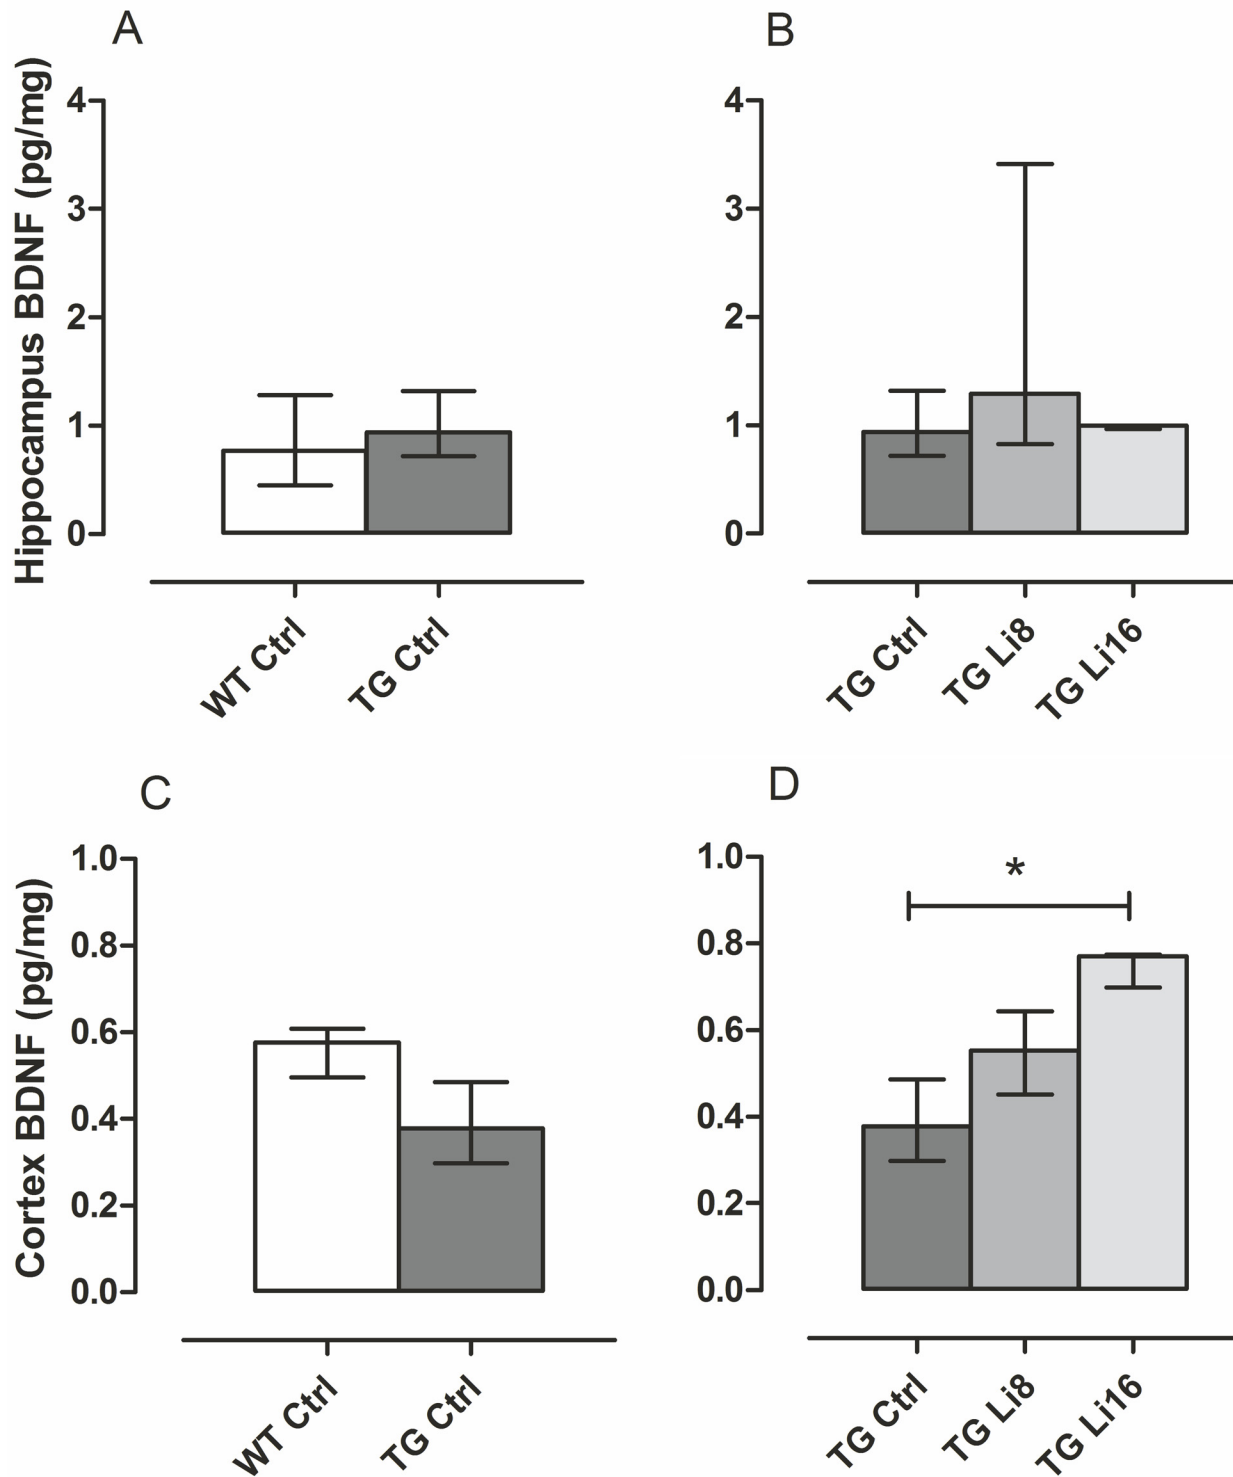 A
Hippocampus BDNF (pg/mg)
4
3
2
1
0
WT Ctrl
TG Ctrl
B
4
3
2
1
0
TG Ctrl
TG Li8
TG Li16
C
Cortex BDNF (pg/mg)
1.0
0.8
0.6
0.4
0.2
0.0
WT Ctrl
TG Ctrl
D
1.0
0.8
0.6
0.4
0.2
0.0
*
TG Ctrl
TG Li8
TG Li16